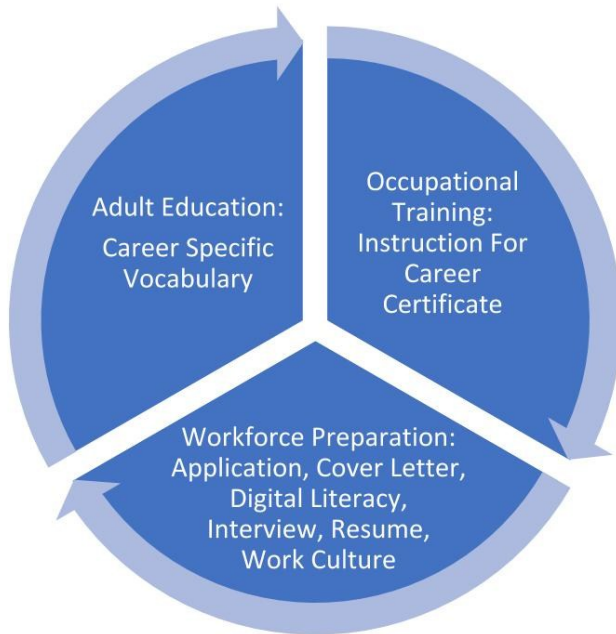 Adult Education:
Career Specific
Vocabulary
Occupational
Training:
Instruction For
Career
Certificate
Workforce Preparation:
Application, Cover Letter,
Digital Literacy,
Interview, Resume,
Work Culture